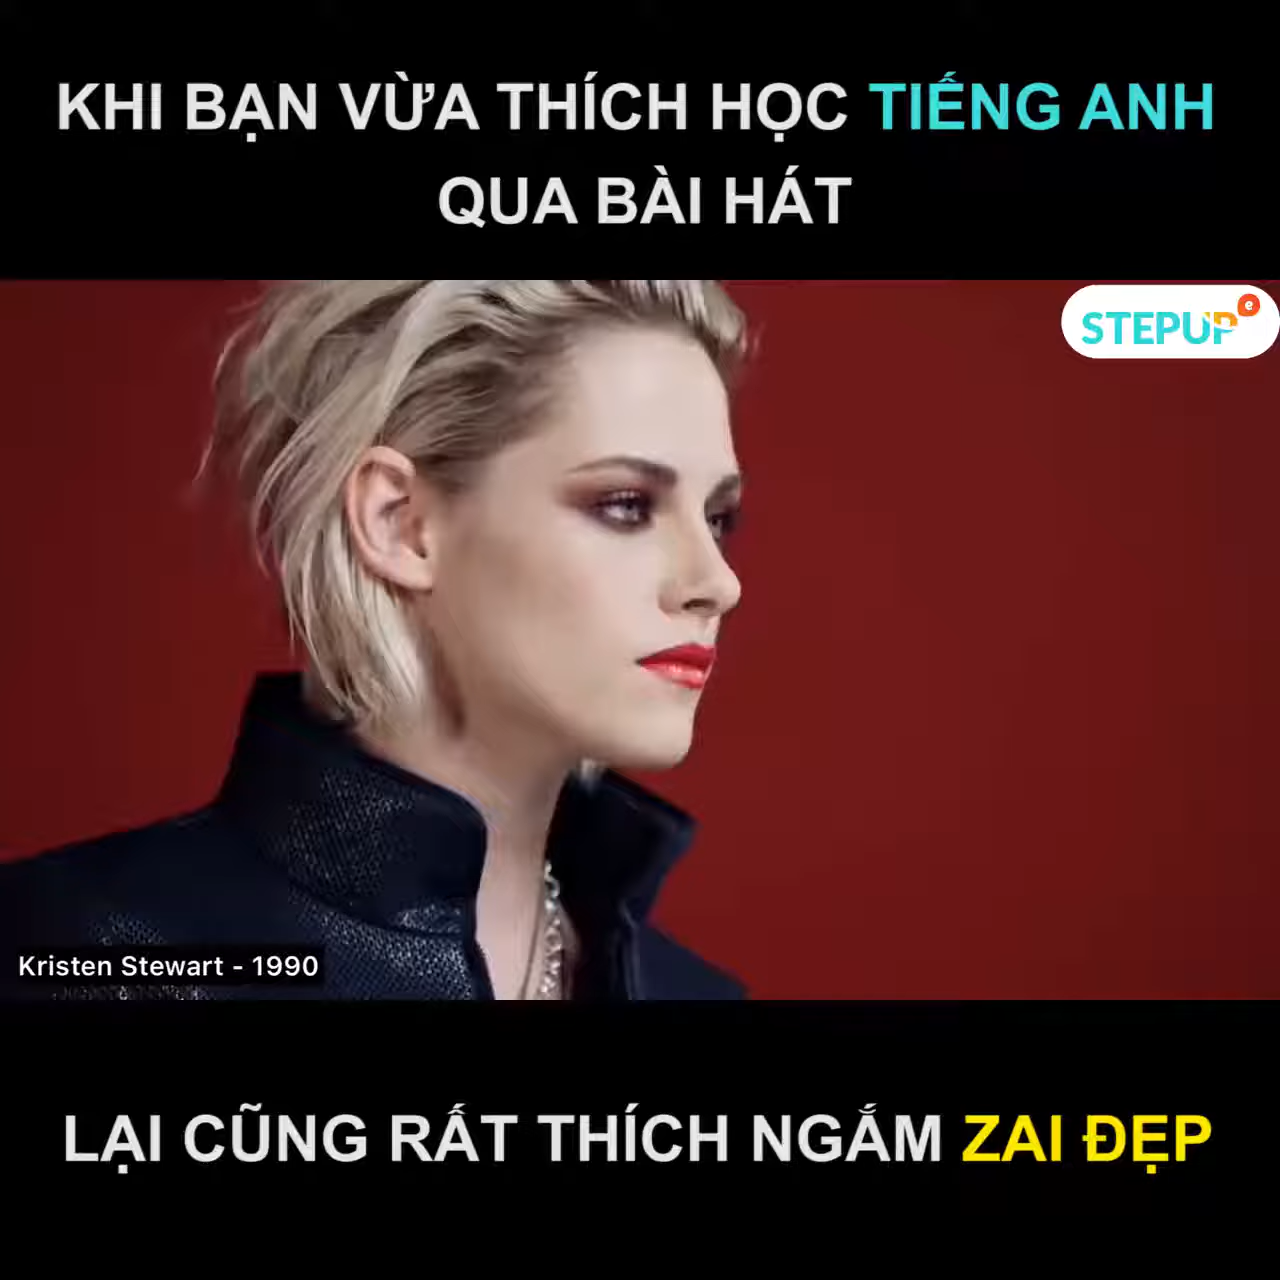 KHI BẠN VỪA THÍCH HỌC TIẾNG ANH
QUA BÀI HÁT
STEPUP e
Kristen Stewart - 1990
LẠI CŨNG RẤT THÍCH NGẮM ZAI ĐẸP